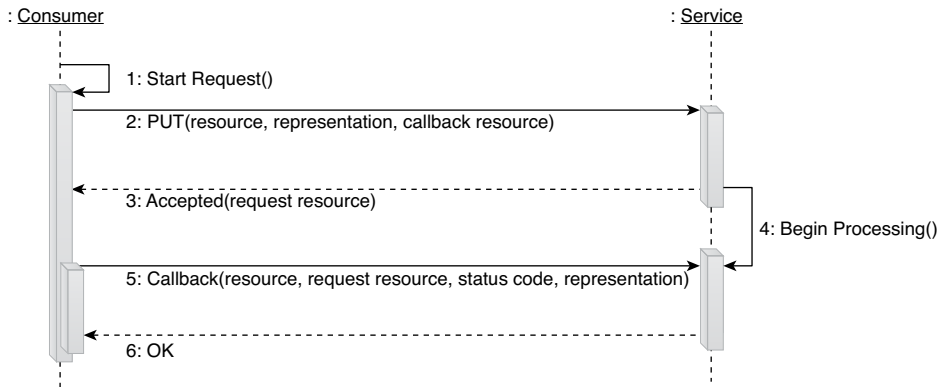 : Consumer
: Service
1: Start Request()
2: PUT(resource, representation, callback resource)
3: Accepted(request resource)
4: Begin Processing()
5: Callback(resource, request resource, status code, representation)
6: OK